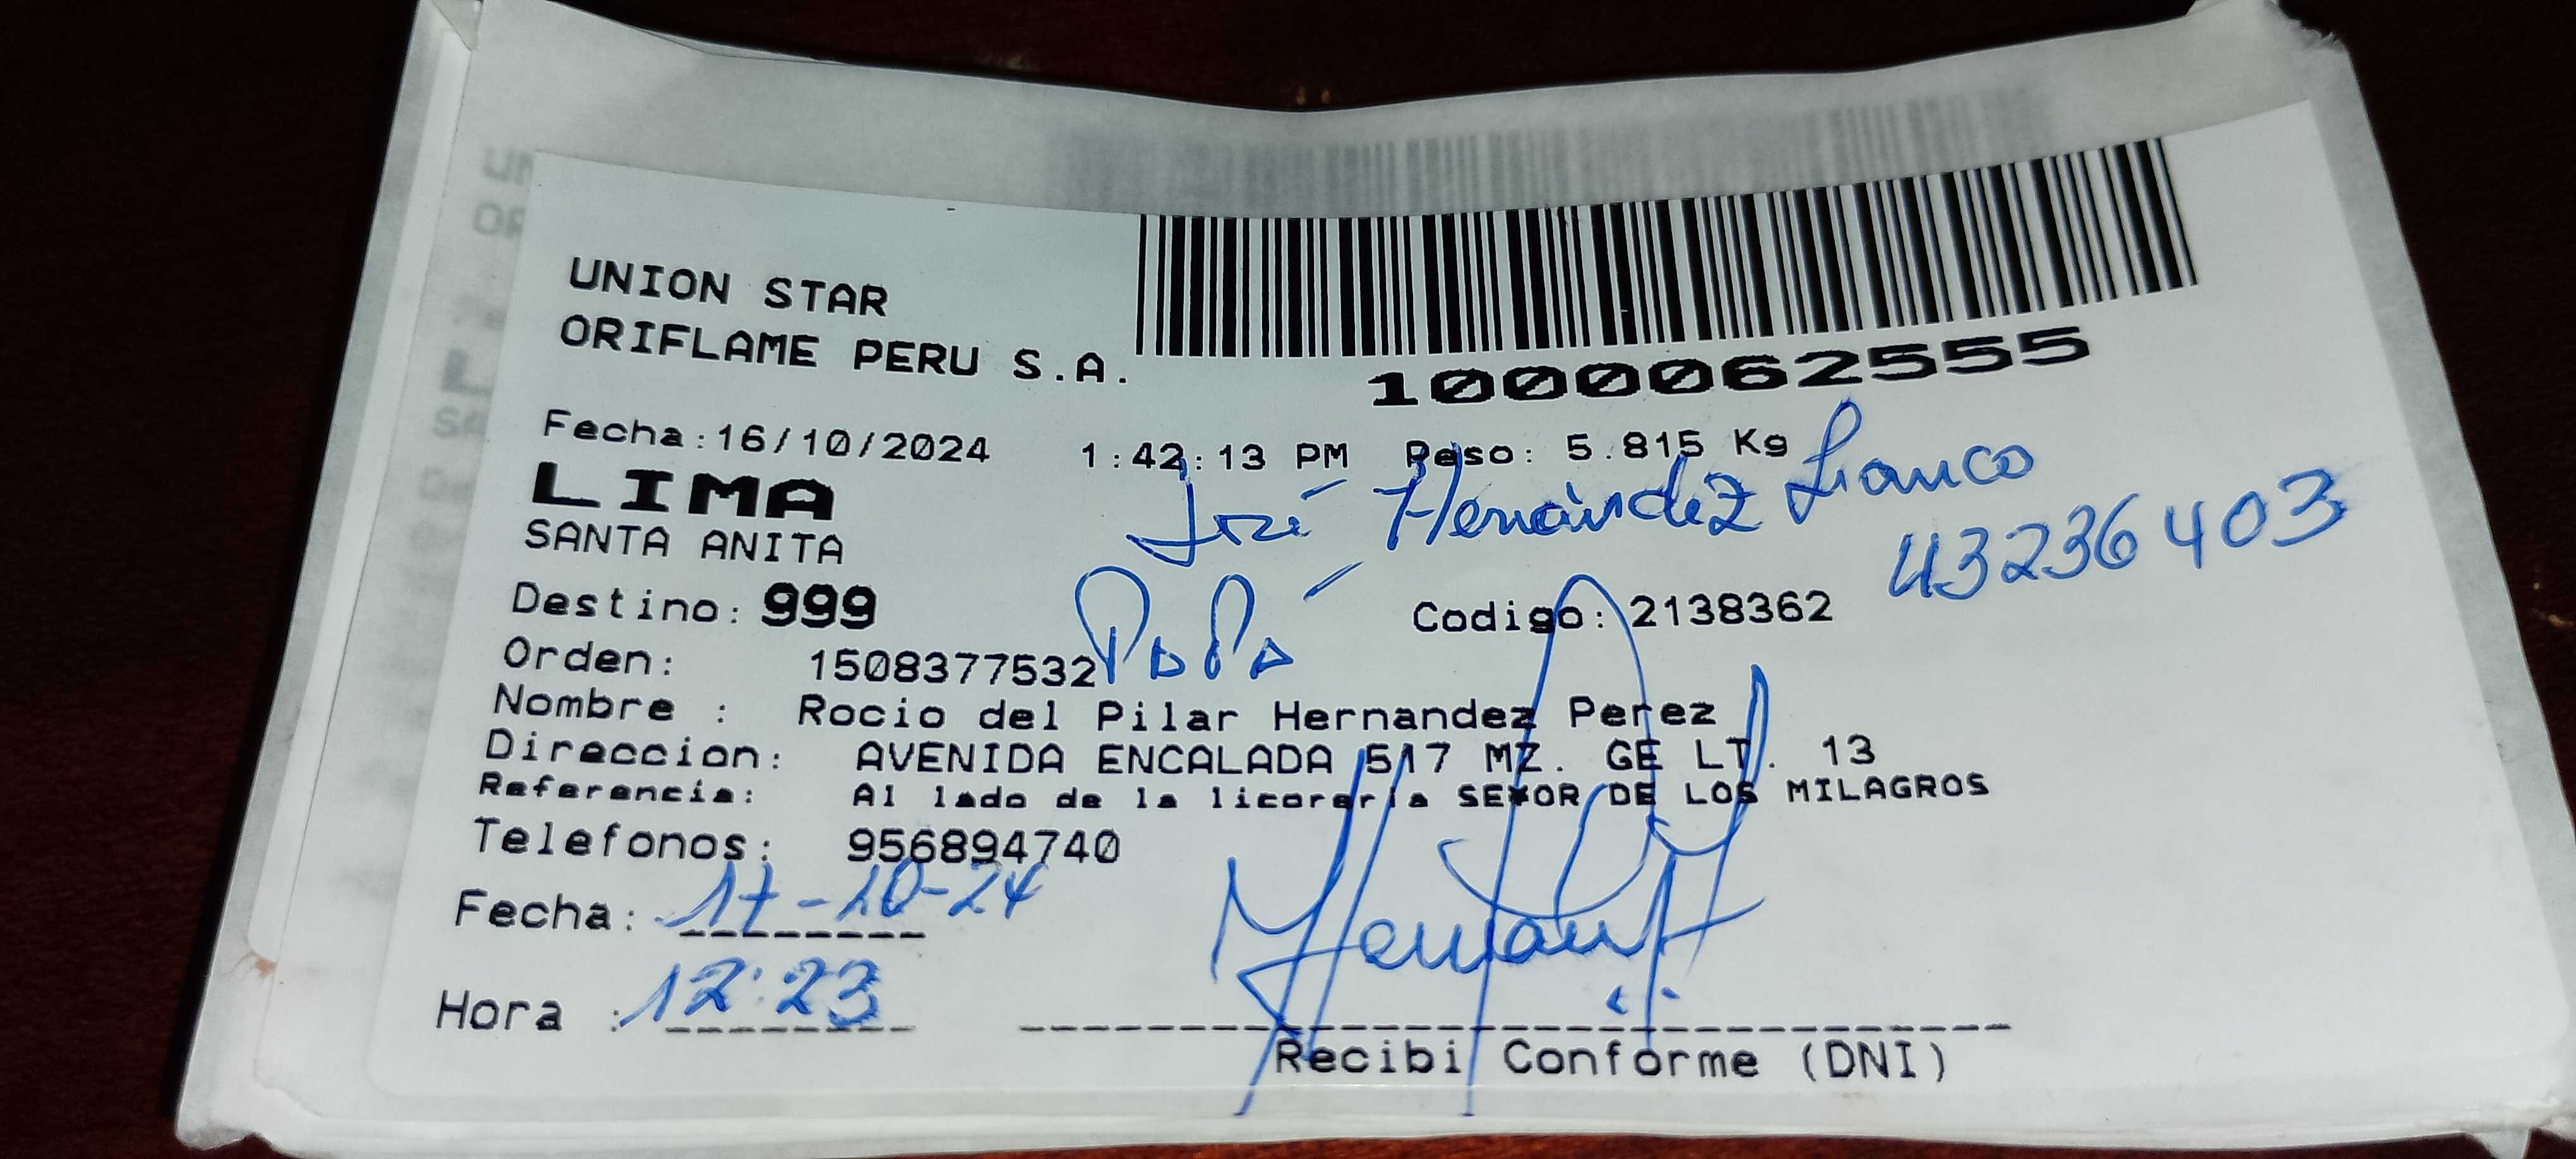 UNION STAR
ORIFLAME PERU S.A.
1000062555
Fecha:16/10/2024 1:42:13 PM Peso: 5.815 Kg
LIMA
José Hernández Franco
SANTA ANITA
43236403
Destino: 999 Papá Codigo: 2138362
Orden: 1508377532
Nombre : Rocio del Pilar Hernandez Perez
Direccion: AVENIDA ENCALADA 517 MZ. GE LT. 13
Referencia: Al lado de la licoreria SE¥OR DE LOS MILAGROS
Telefonos: 956894740
Fecha: 17-10-24
Hora : 12:23
Recibi Conforme (DNI)